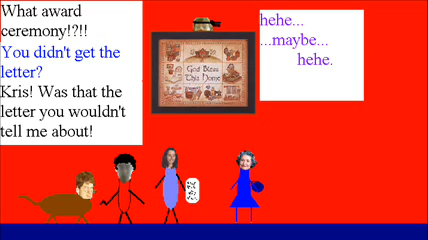 What award
ceremony!?!!
You didn't get the
letter?
Kris! Was that the
letter you wouldn't
tell me about!
hehe...
...maybe...
hehe.
God Bless
This Home